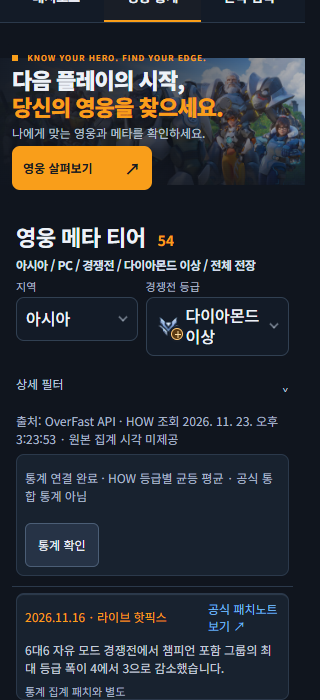 KNOW YOUR HERO. FIND YOUR EDGE.
다음 플레이의 시작,
당신의 영웅을 찾으세요.
나에게 맞는 영웅과 메타를 확인하세요.
영웅 살펴보기 ↗
영웅 메타 티어 54
아시아 / PC / 경쟁전 / 다이아몬드 이상 / 전체 전장
지역
경쟁전 등급
아시아
다이아몬드
이상
상세 필터
출처: OverFast API · HOW 조회 2026. 11. 23. 오후
3:23:53 · 원본 집계 시각 미제공
통계 연결 완료 · HOW 등급별 균등 평균 · 공식 통
합 통계 아님
통계 확인
2026.11.16 · 라이브 핫픽스
공식 패치노트
보기 ↗
6대6 자유 모드 경쟁전에서 챔피언 포함 그룹의 최
대 등급 폭이 4에서 3으로 감소했습니다.
통계 집계 패치와 별도